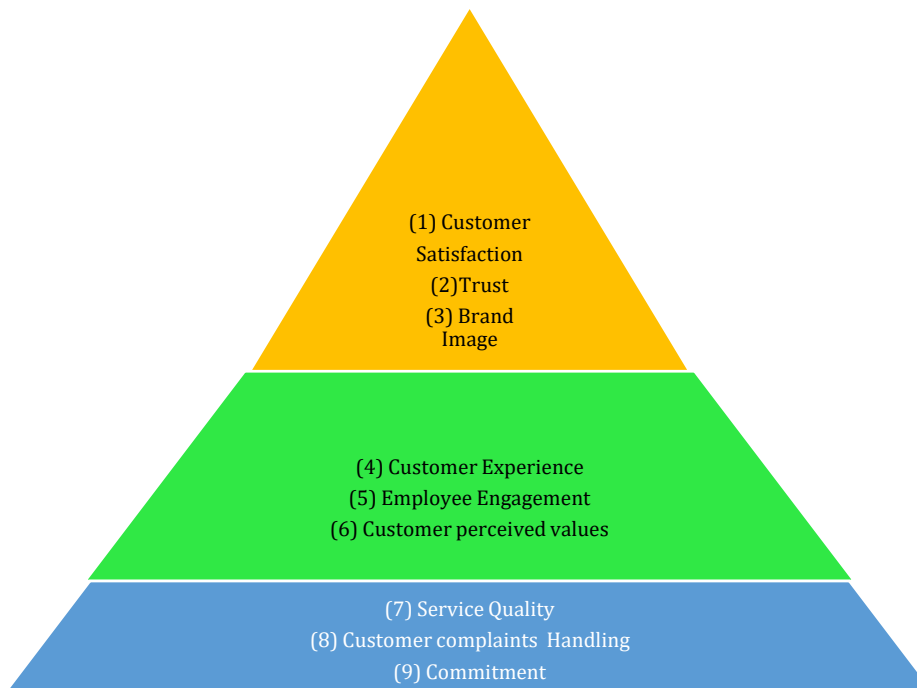 (1) Customer
Satisfaction
(2)Trust
(3) Brand
Image
(4) Customer Experience
(5) Employee Engagement
(6) Customer perceived values
(7) Service Quality
(8) Customer complaints  Handling
(9) Commitment